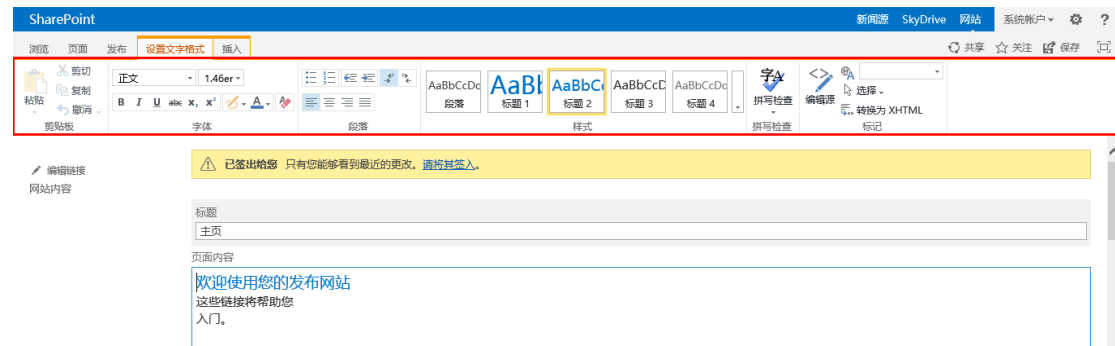 SharePoint 新闻源 SkyDrive 网站 系统帐户 ?
浏览 页面 发布 设置文字格式 插入 共享 关注 保存
粘贴 剪切 复制 撤消
剪贴板
正文 1.46er
B I U abc x₂ x² A
字体
段落
AaBbCcDc AaBb AaBbC AaBbCcD AaBbCcDc
段落 标题 1 标题 2 标题 3 标题 4
样式
字A
拼写检查
拼写检查
编辑源 选择 转换为 XHTML
标记
编辑链接
网站内容
已签出给您 只有您能够看到最近的更改。请将其签入。
标题
主页
页面内容
欢迎使用您的发布网站
这些链接将帮助您
入门。